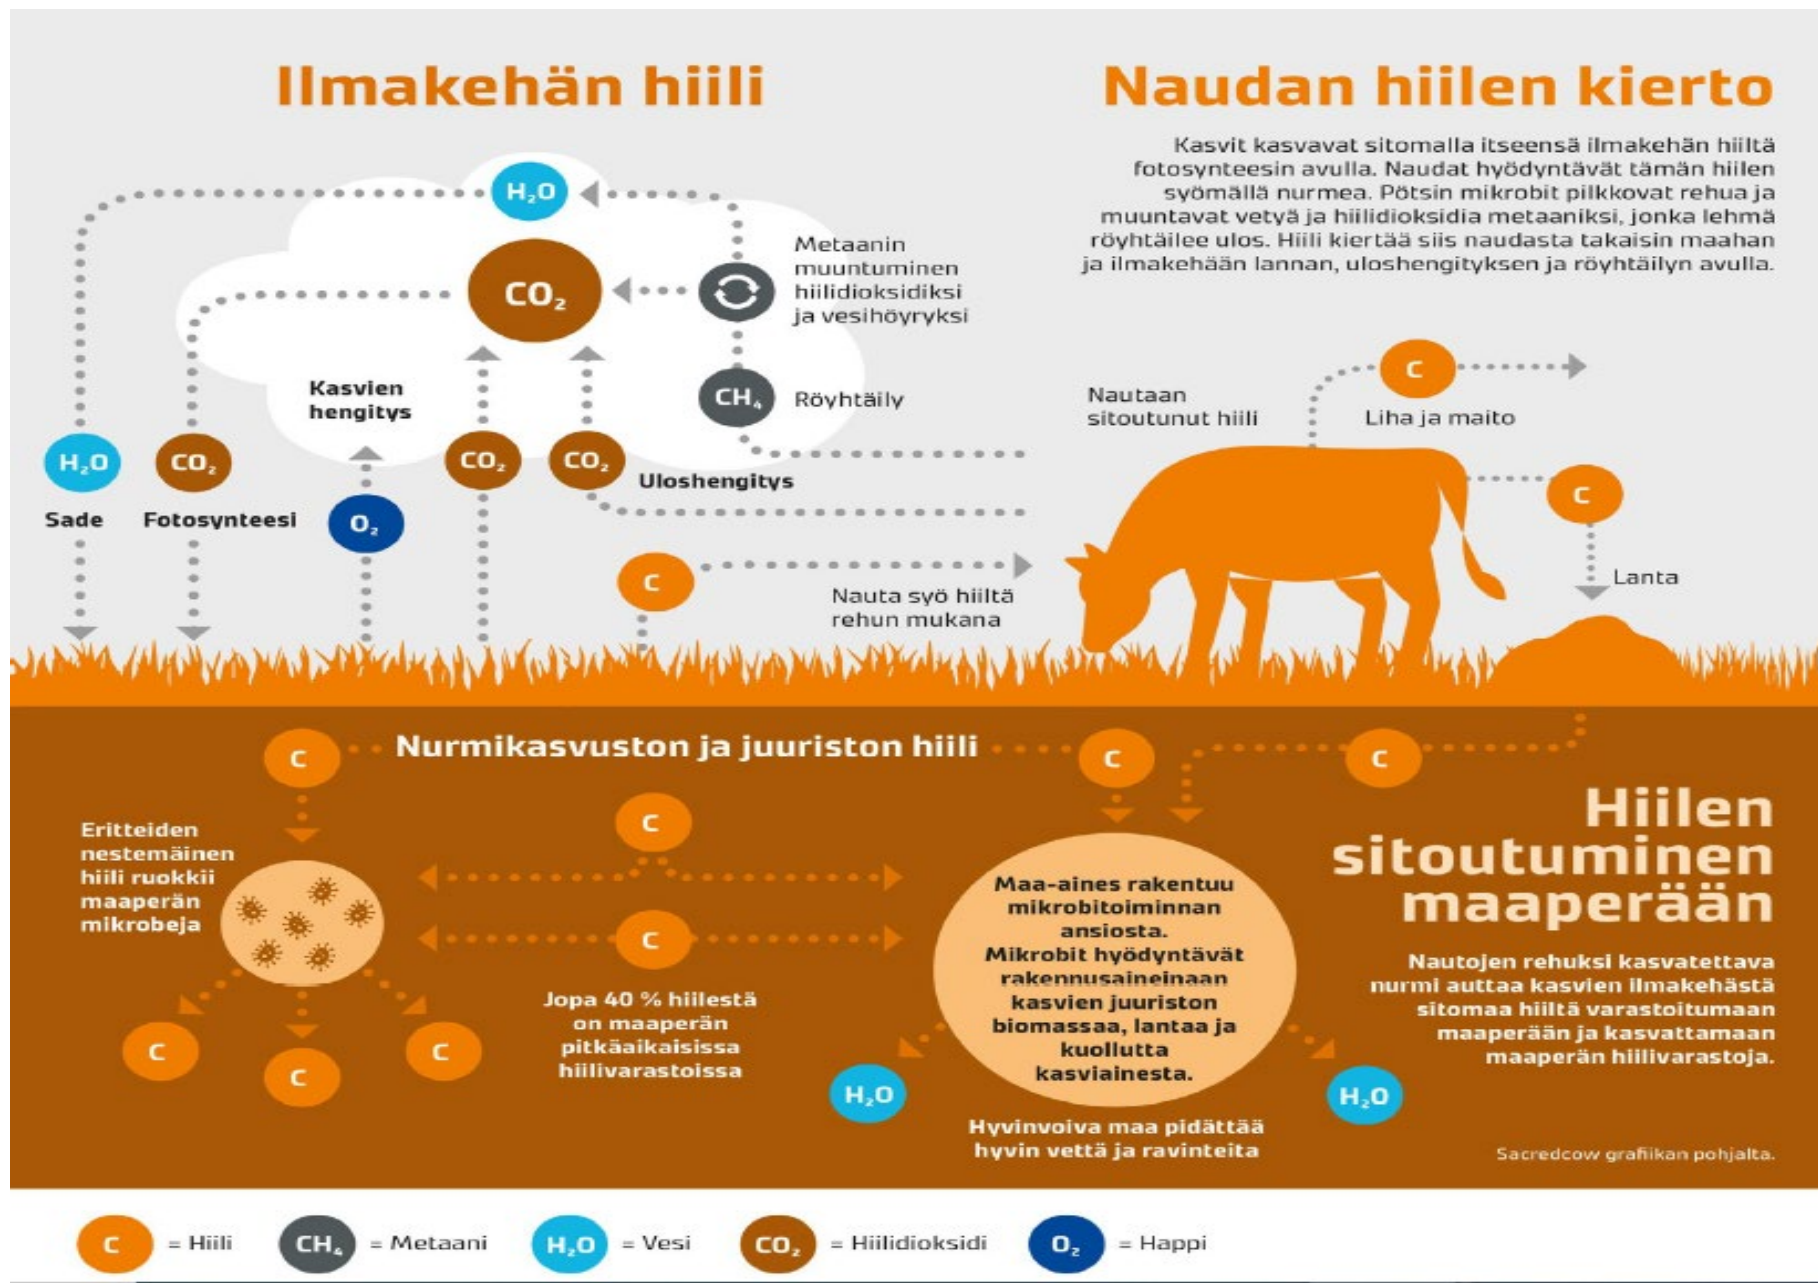 Ilmakehän hiili
H₂O
CO₂
Metaanin
muuntuminen
hiilidioksidiksi
ja vesihöyryksi
CH₄
Röyhtäily
Kasvien
hengitys
H₂O
CO₂
CO₂
CO₂
Uloshengitys
Sade
Fotosynteesi
O₂
C
Nauta syö hiiltä
rehun mukana
Naudan hiilen kierto
Kasvit kasvavat sitomalla itseensä ilmakehän hiiltä
fotosynteesin avulla. Naudat hyödyntävät tämän hiilen
syömällä nurmea. Pötsin mikrobit pilkkovat rehua ja
muuntavat vetyä ja hiilidioksidia metaaniksi, jonka lehmä
röyhtäilee ulos. Hiili kiertää siis naudasta takaisin maahan
ja ilmakehään lannan, uloshengityksen ja röyhtäilyn avulla.
Nautaan
sitoutunut hiili
C
Liha ja maito
C
Lanta
C
Nurmikasvuston ja juuriston hiili
C
C
Eritteiden
nestemäinen
hiili ruokkii
maaperän
mikrobeja
C
C
C
C
C
Jopa 40 % hiilestä
on maaperän
pitkäaikaisissa
hiilivarastoissa
Maa-aines rakentuu
mikrobitoiminnan
ansiosta.
Mikrobit hyödyntävät
rakennusaineinaan
kasvien juuriston
biomassaa, lantaa ja
kuollutta
kasviainesta.
H₂O
H₂O
Hyvinvoiva maa pidättää
hyvin vettä ja ravinteita
Hiilen
sitoutuminen
maaperään
Nautojen rehuksi kasvatettava
nurmi auttaa kasvien ilmakehästä
sitomaa hiiltä varastoitumaan
maaperään ja kasvattamaan
maaperän hiilivarastoja.
Sacredcow grafiikan pohjalta.
C = Hiili CH₄ = Metaani H₂O = Vesi CO₂ = Hiilidioksidi O₂ = Happi